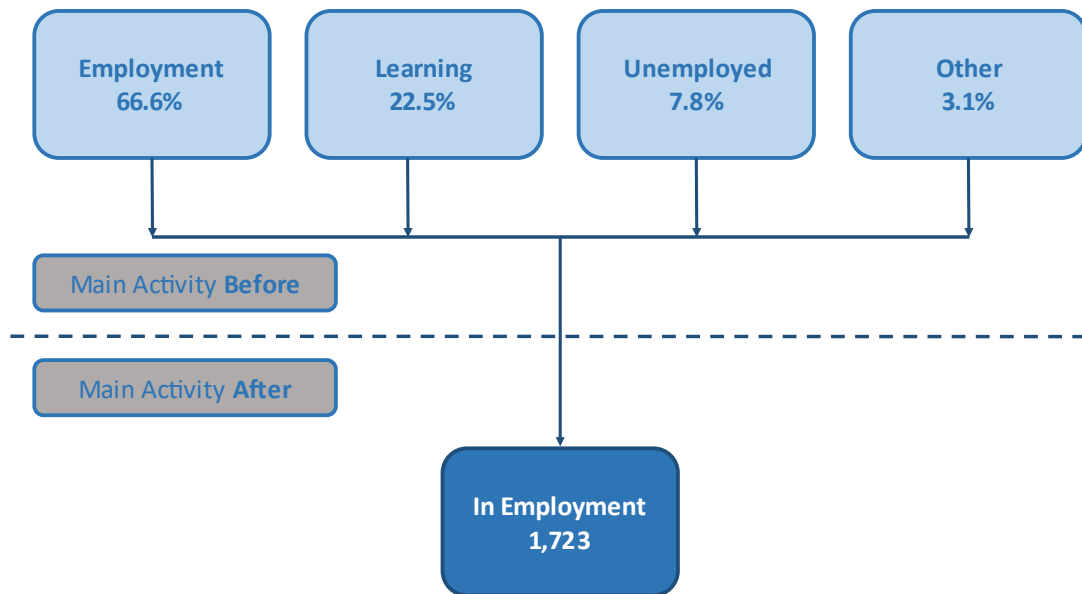 Employment
66.6%
Learning
22.5%
Unemployed
7.8%
Other
3.1%
Main Activity Before
Main Activity After
In Employment
1,723